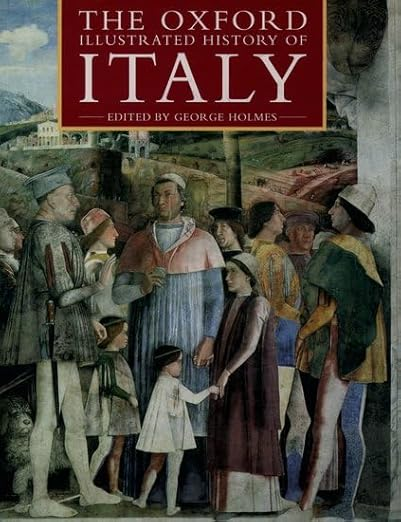 THE OXFORD
ILLUSTRATED HISTORY OF
ITALY
EDITED BY GEORGE HOLMES